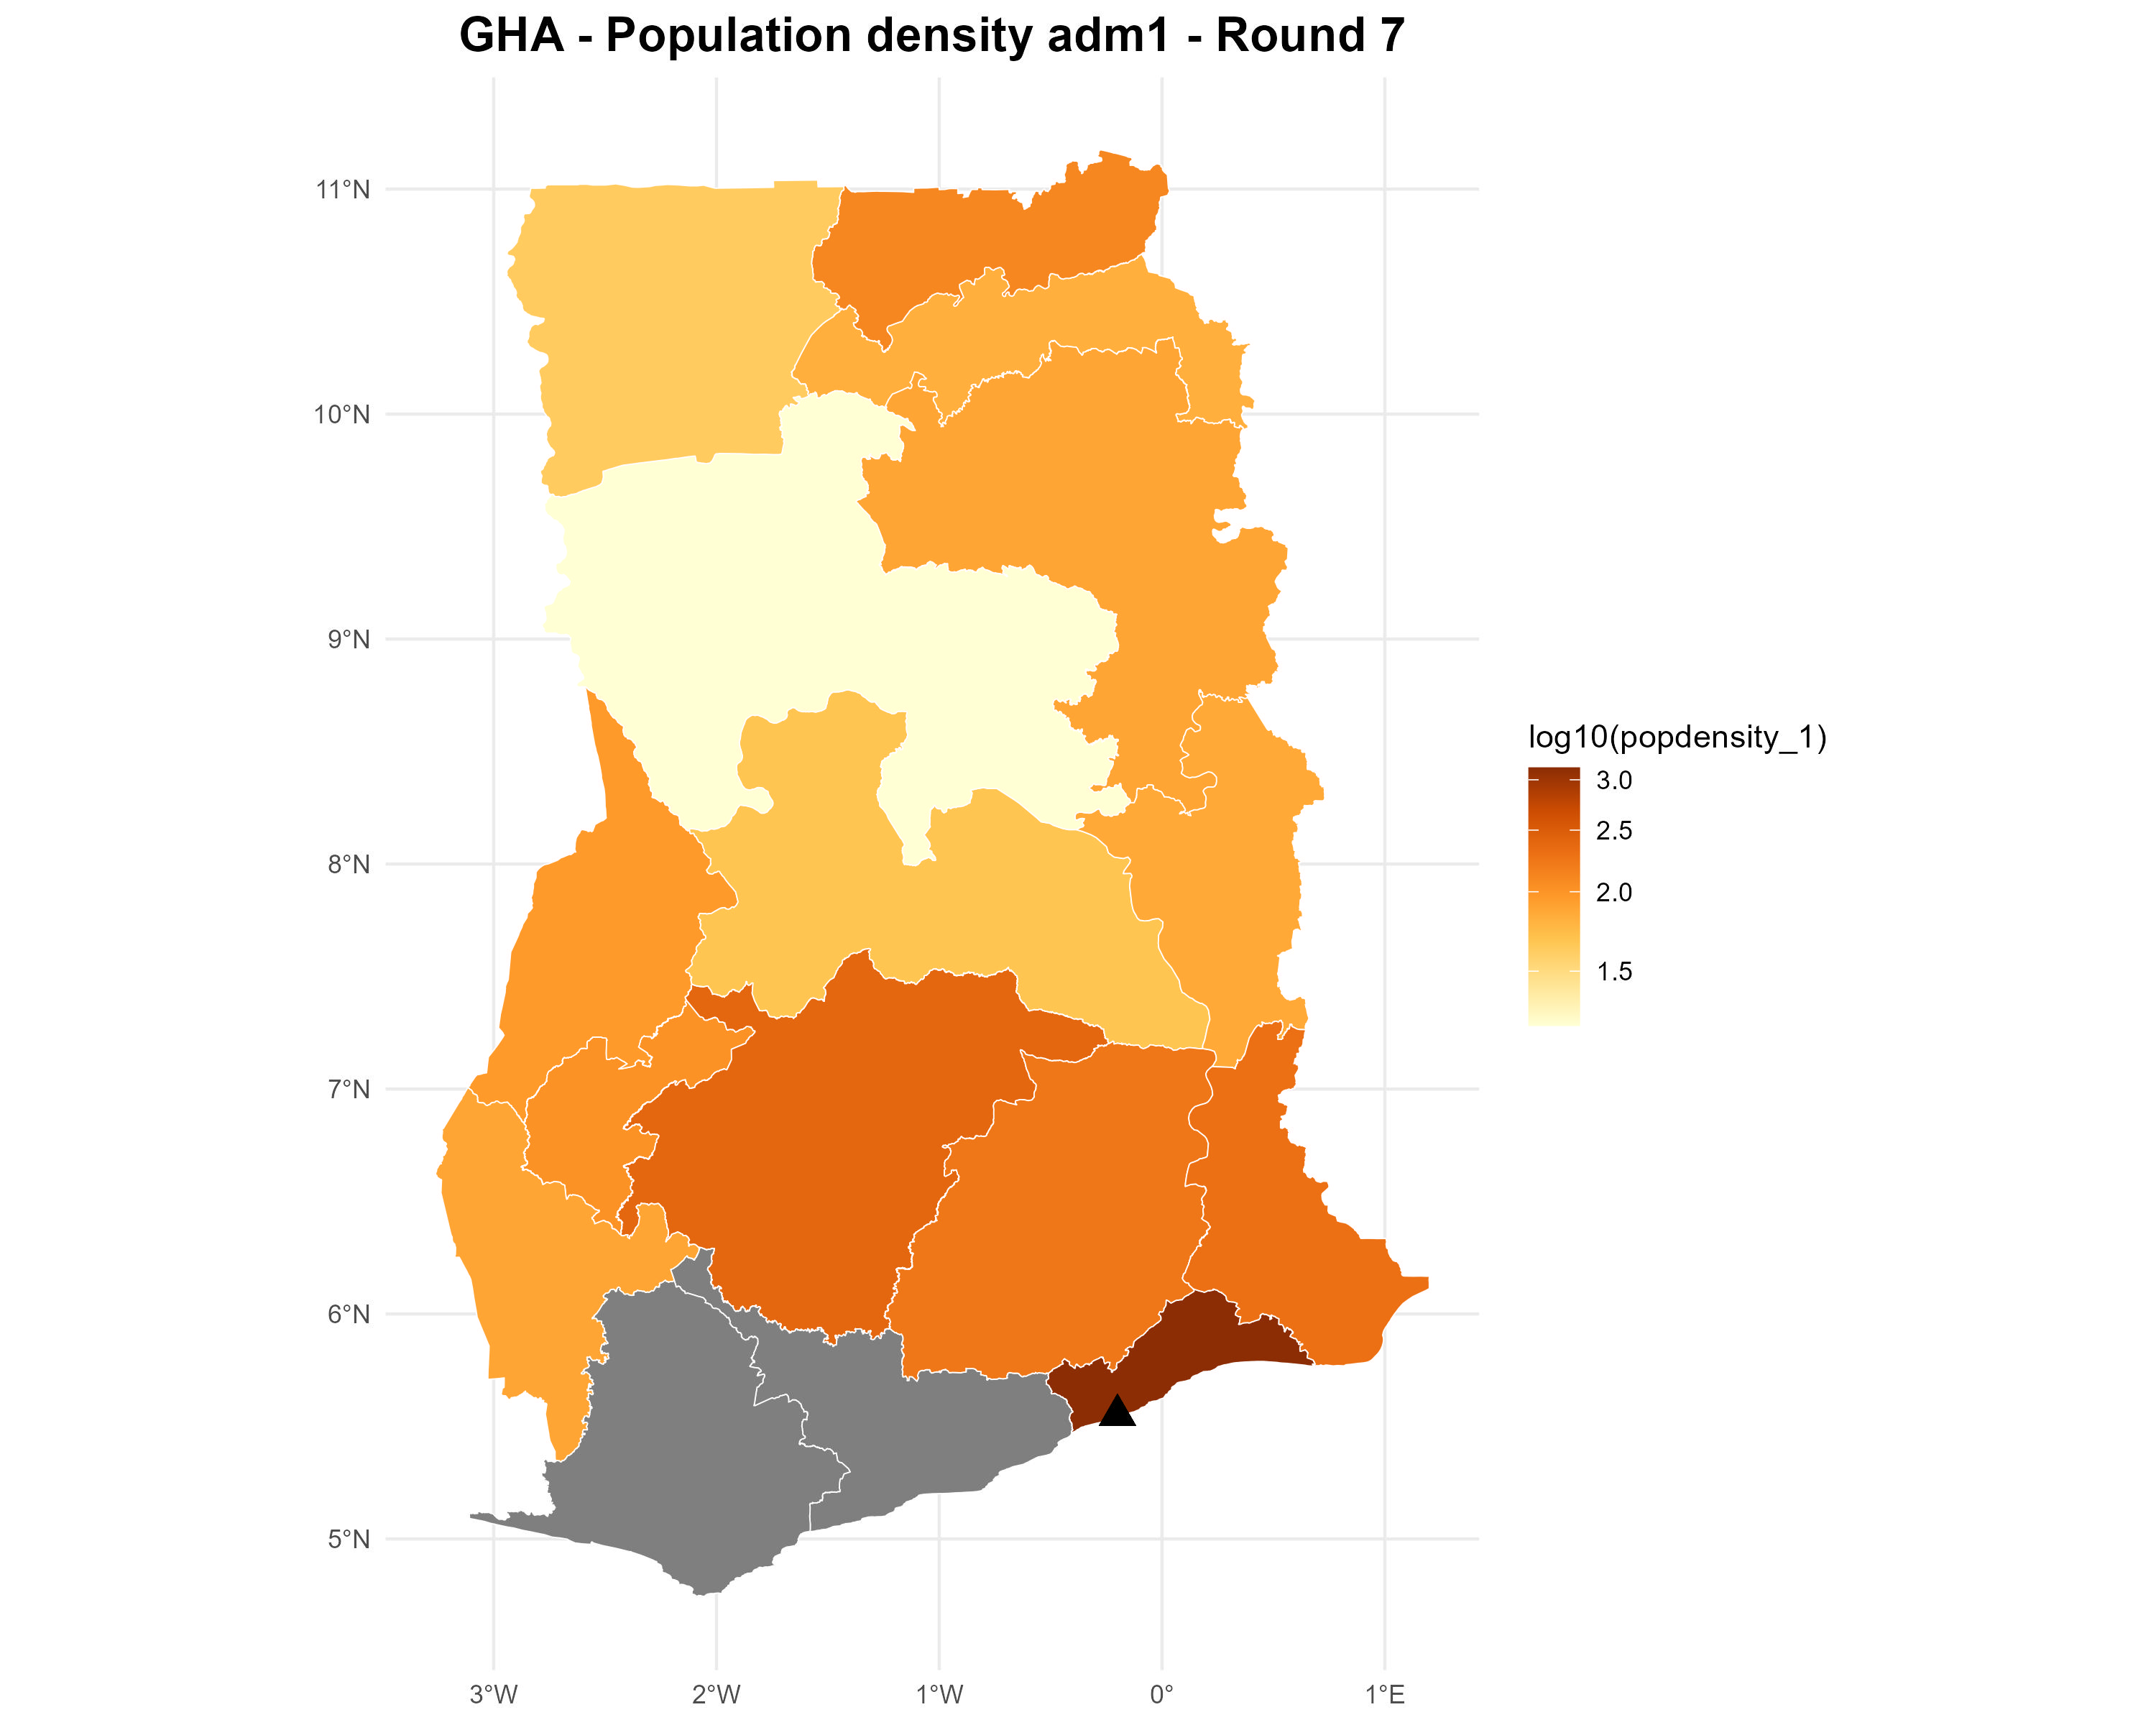 GHA - Population density adm1 - Round 7
11°N
10°N
9°N
8°N
7°N
6°N
5°N
3°W
2°W
1°W
0°
1°E
log10(popdensity_1)
3.0
2.5
2.0
1.5